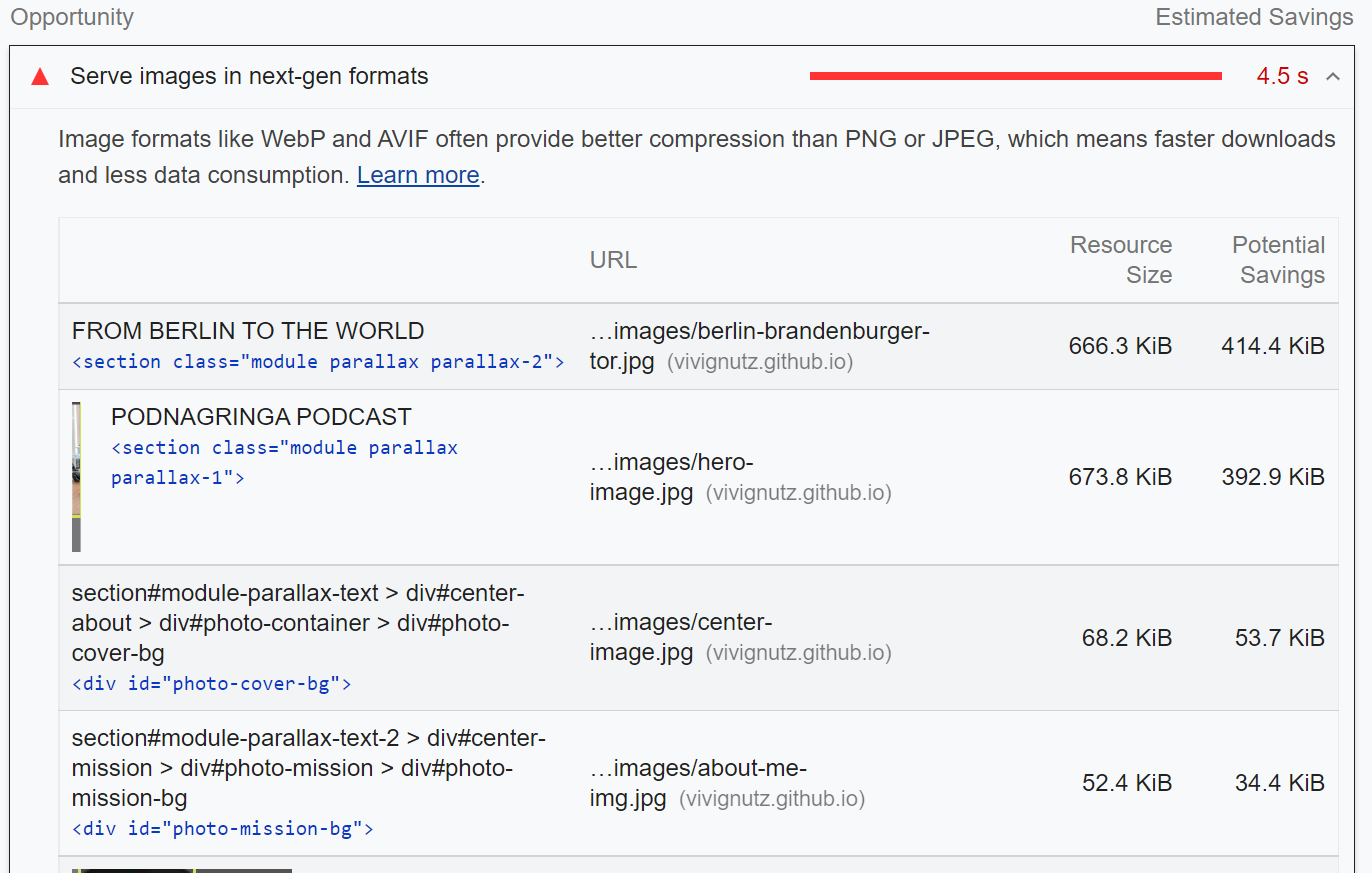 Opportunity
Estimated Savings
Serve images in next-gen formats
4.5 s
Image formats like WebP and AVIF often provide better compression than PNG or JPEG, which means faster downloads
and less data consumption. Learn more.
URL
Resource
Size
Potential
Savings
FROM BERLIN TO THE WORLD
<section class="module parallax parallax-2">
…images/berlin-brandenburger-
tor.jpg (vivignutz.github.io)
666.3 KiB
414.4 KiB
PODNAGRINGA PODCAST
<section class="module parallax
parallax-1">
…images/hero-
image.jpg (vivignutz.github.io)
673.8 KiB
392.9 KiB
section#module-parallax-text > div#center-
about > div#photo-container > div#photo-
cover-bg
<div id="photo-cover-bg">
…images/center-
image.jpg (vivignutz.github.io)
68.2 KiB
53.7 KiB
section#module-parallax-text-2 > div#center-
mission > div#photo-mission > div#photo-
mission-bg
<div id="photo-mission-bg">
…images/about-me-
img.jpg (vivignutz.github.io)
52.4 KiB
34.4 KiB